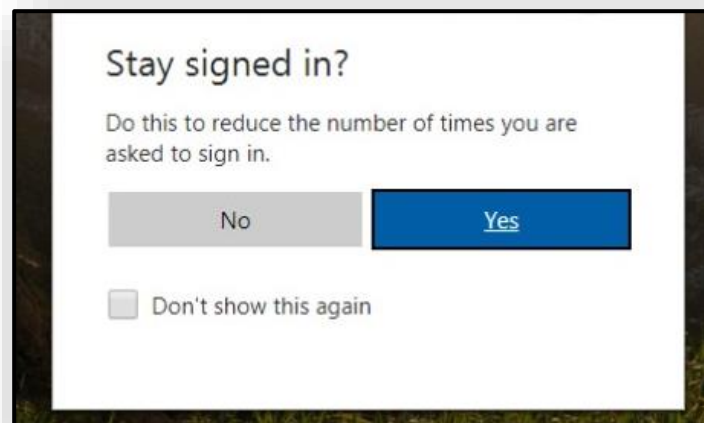 Stay signed in?
Do this to reduce the number of times you are
asked to sign in.
No
Yes
Don't show this again